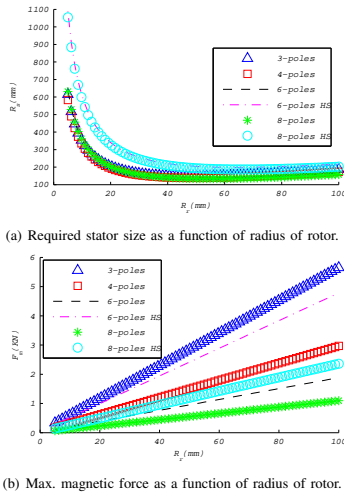 1100
1000
900
800
700
600
500
400
300
200
100
R_s(mm)
3-poles
4-poles
6-poles
6-poles HS
8-poles
8-poles HS
0 20 40 60 80 100
R_r(mm)
(a) Required stator size as a function of radius of rotor.
6
5
4
3
2
1
0
3-poles
4-poles
6-poles
6-poles HS
8-poles
8-poles HS
0 20 40 60 80 100
R_r(mm)
(b) Max. magnetic force as a function of radius of rotor.